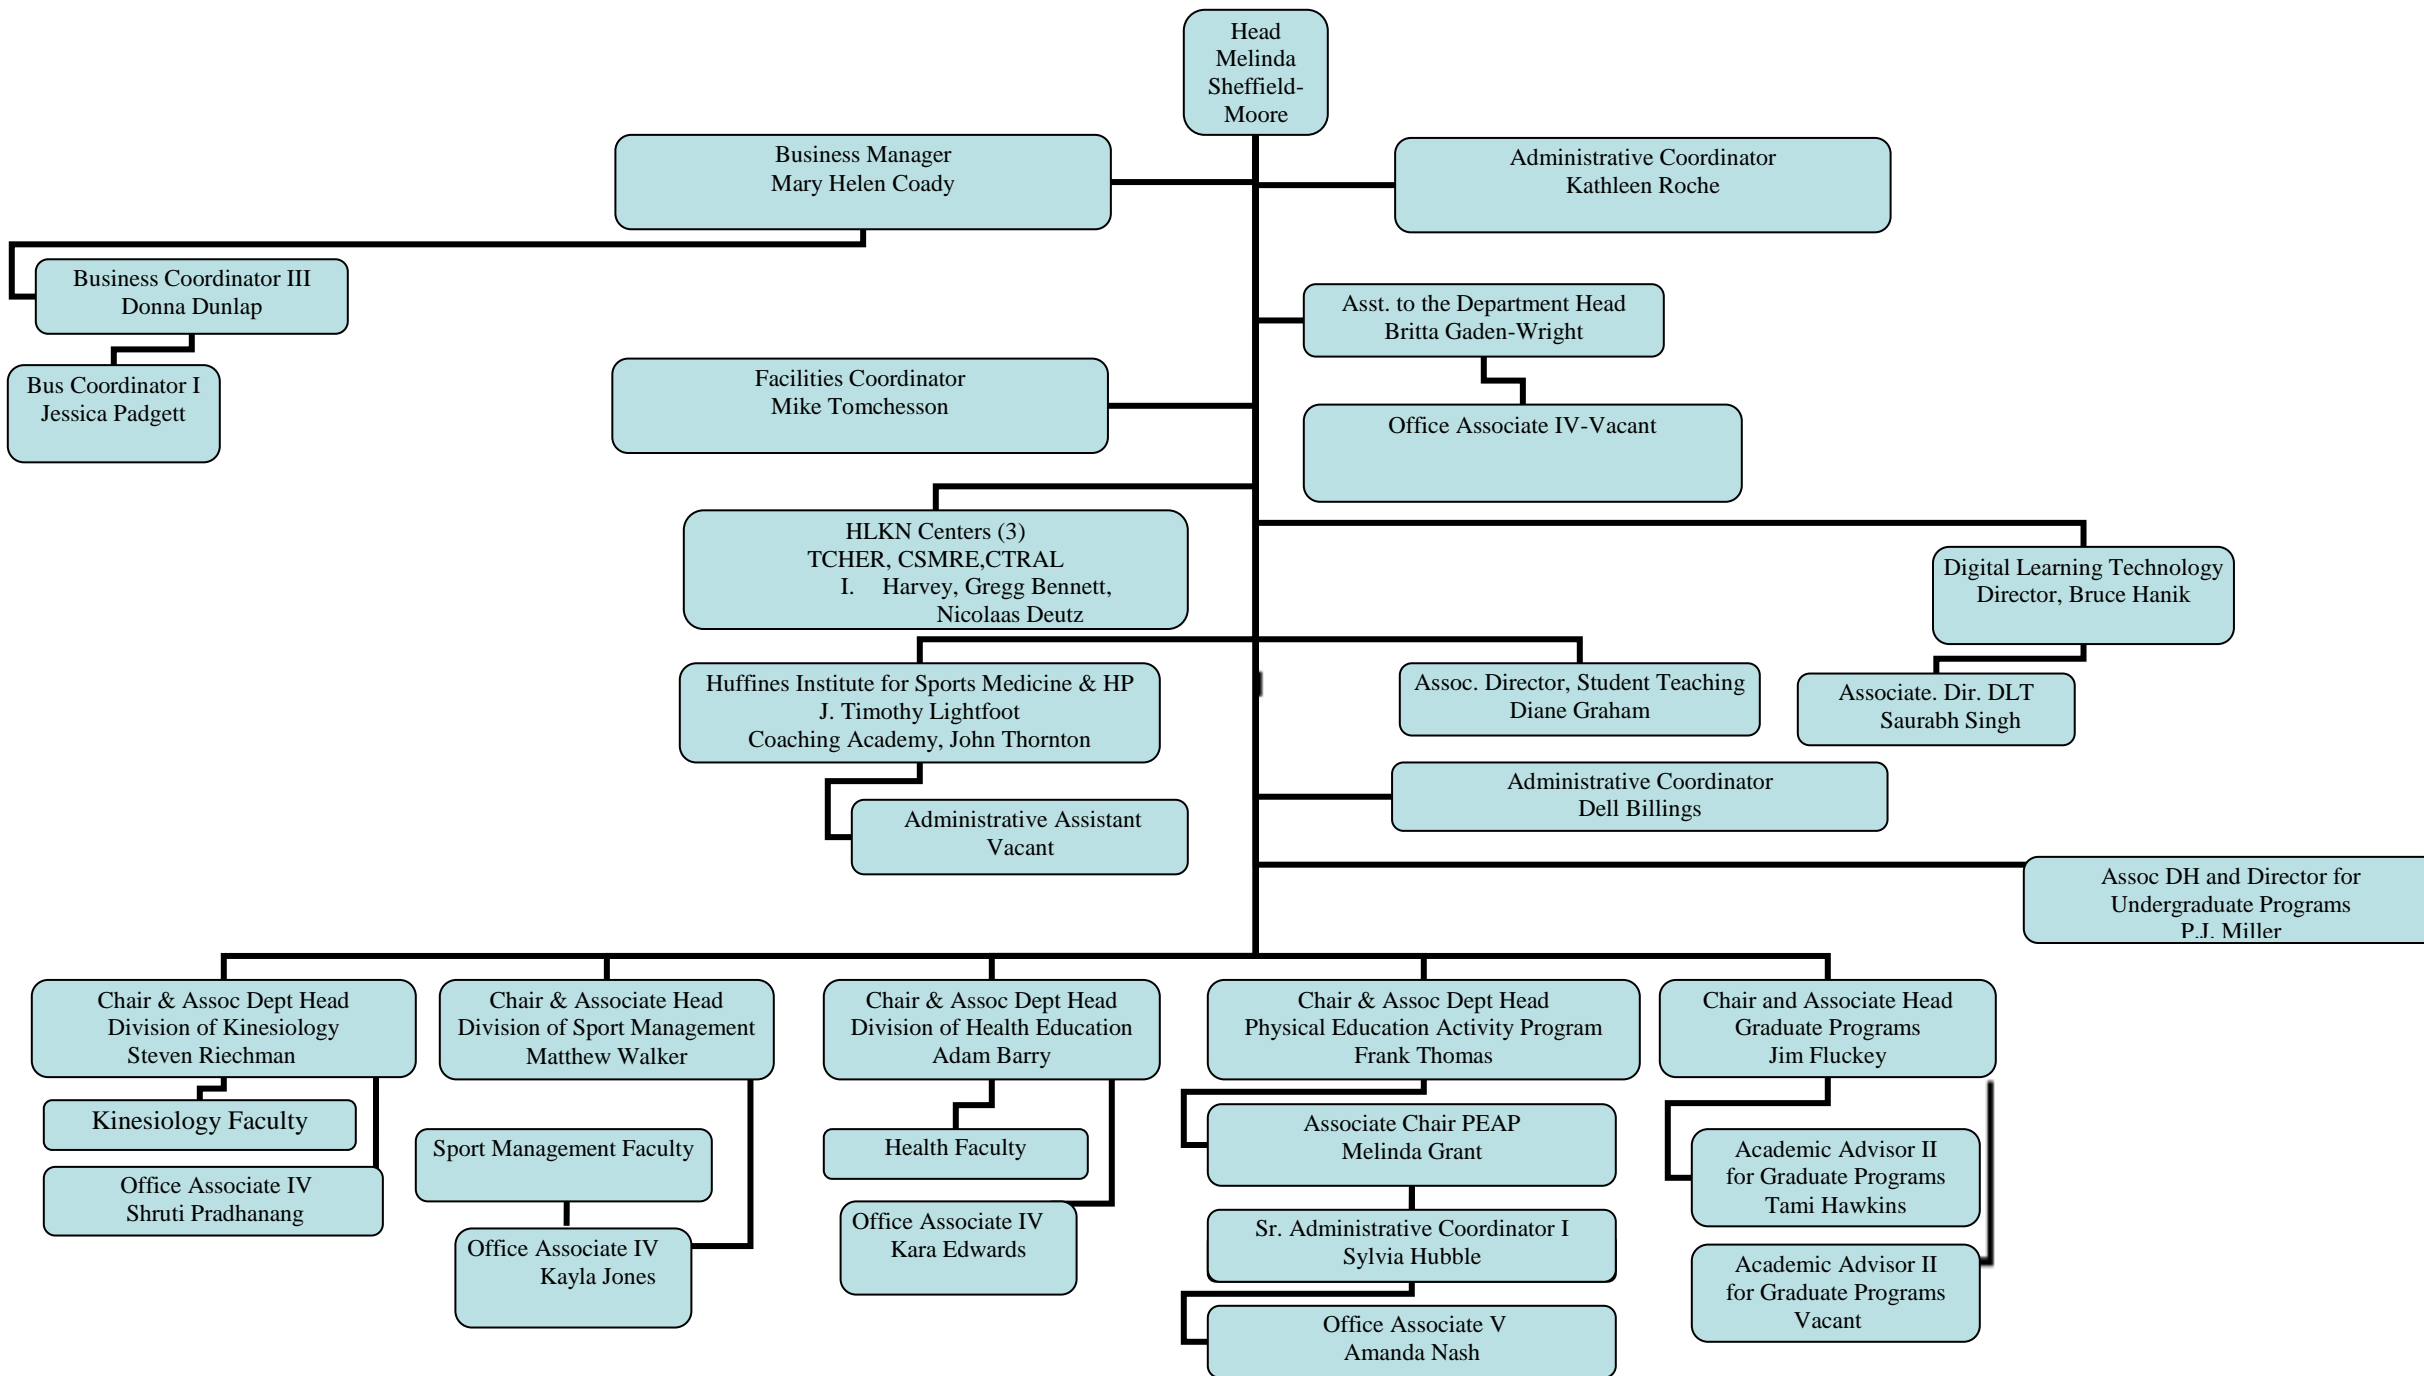 Head
Melinda
Sheffield-
Moore
Business Manager
Mary Helen Coady
Administrative Coordinator
Kathleen Roche
Business Coordinator III
Donna Dunlap
Asst. to the Department Head
Britta Gaden-Wright
Bus Coordinator I
Jessica Padgett
Facilities Coordinator
Mike Tomchesson
Office Associate IV-Vacant
HLKN Centers (3)
TCHER, CSMRE,CTRAL
I. Harvey, Gregg Bennett,
Nicolaas Deutz
Digital Learning Technology
Director, Bruce Hanik
Huffines Institute for Sports Medicine & HP
J. Timothy Lightfoot
Coaching Academy, John Thornton
Assoc. Director, Student Teaching
Diane Graham
Associate. Dir. DLT
Saurabh Singh
Administrative Assistant
Vacant
Administrative Coordinator
Dell Billings
Assoc DH and Director for
Undergraduate Programs
P.J. Miller
Chair & Assoc Dept Head
Division of Kinesiology
Steven Riechman
Chair & Associate Head
Division of Sport Management
Matthew Walker
Chair & Assoc Dept Head
Division of Health Education
Adam Barry
Chair & Assoc Dept Head
Physical Education Activity Program
Frank Thomas
Chair and Associate Head
Graduate Programs
Jim Fluckey
Kinesiology Faculty
Office Associate IV
Shruti Pradhanang
Sport Management Faculty
Office Associate IV
Kayla Jones
Health Faculty
Office Associate IV
Kara Edwards
Associate Chair PEAP
Melinda Grant
Sr. Administrative Coordinator I
Sylvia Hubble
Office Associate V
Amanda Nash
Academic Advisor II
for Graduate Programs
Tami Hawkins
Academic Advisor II
for Graduate Programs
Vacant